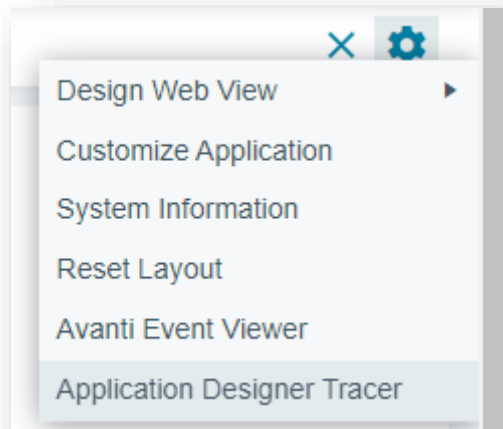 Design Web View
Customize Application
System Information
Reset Layout
Avanti Event Viewer
Application Designer Tracer